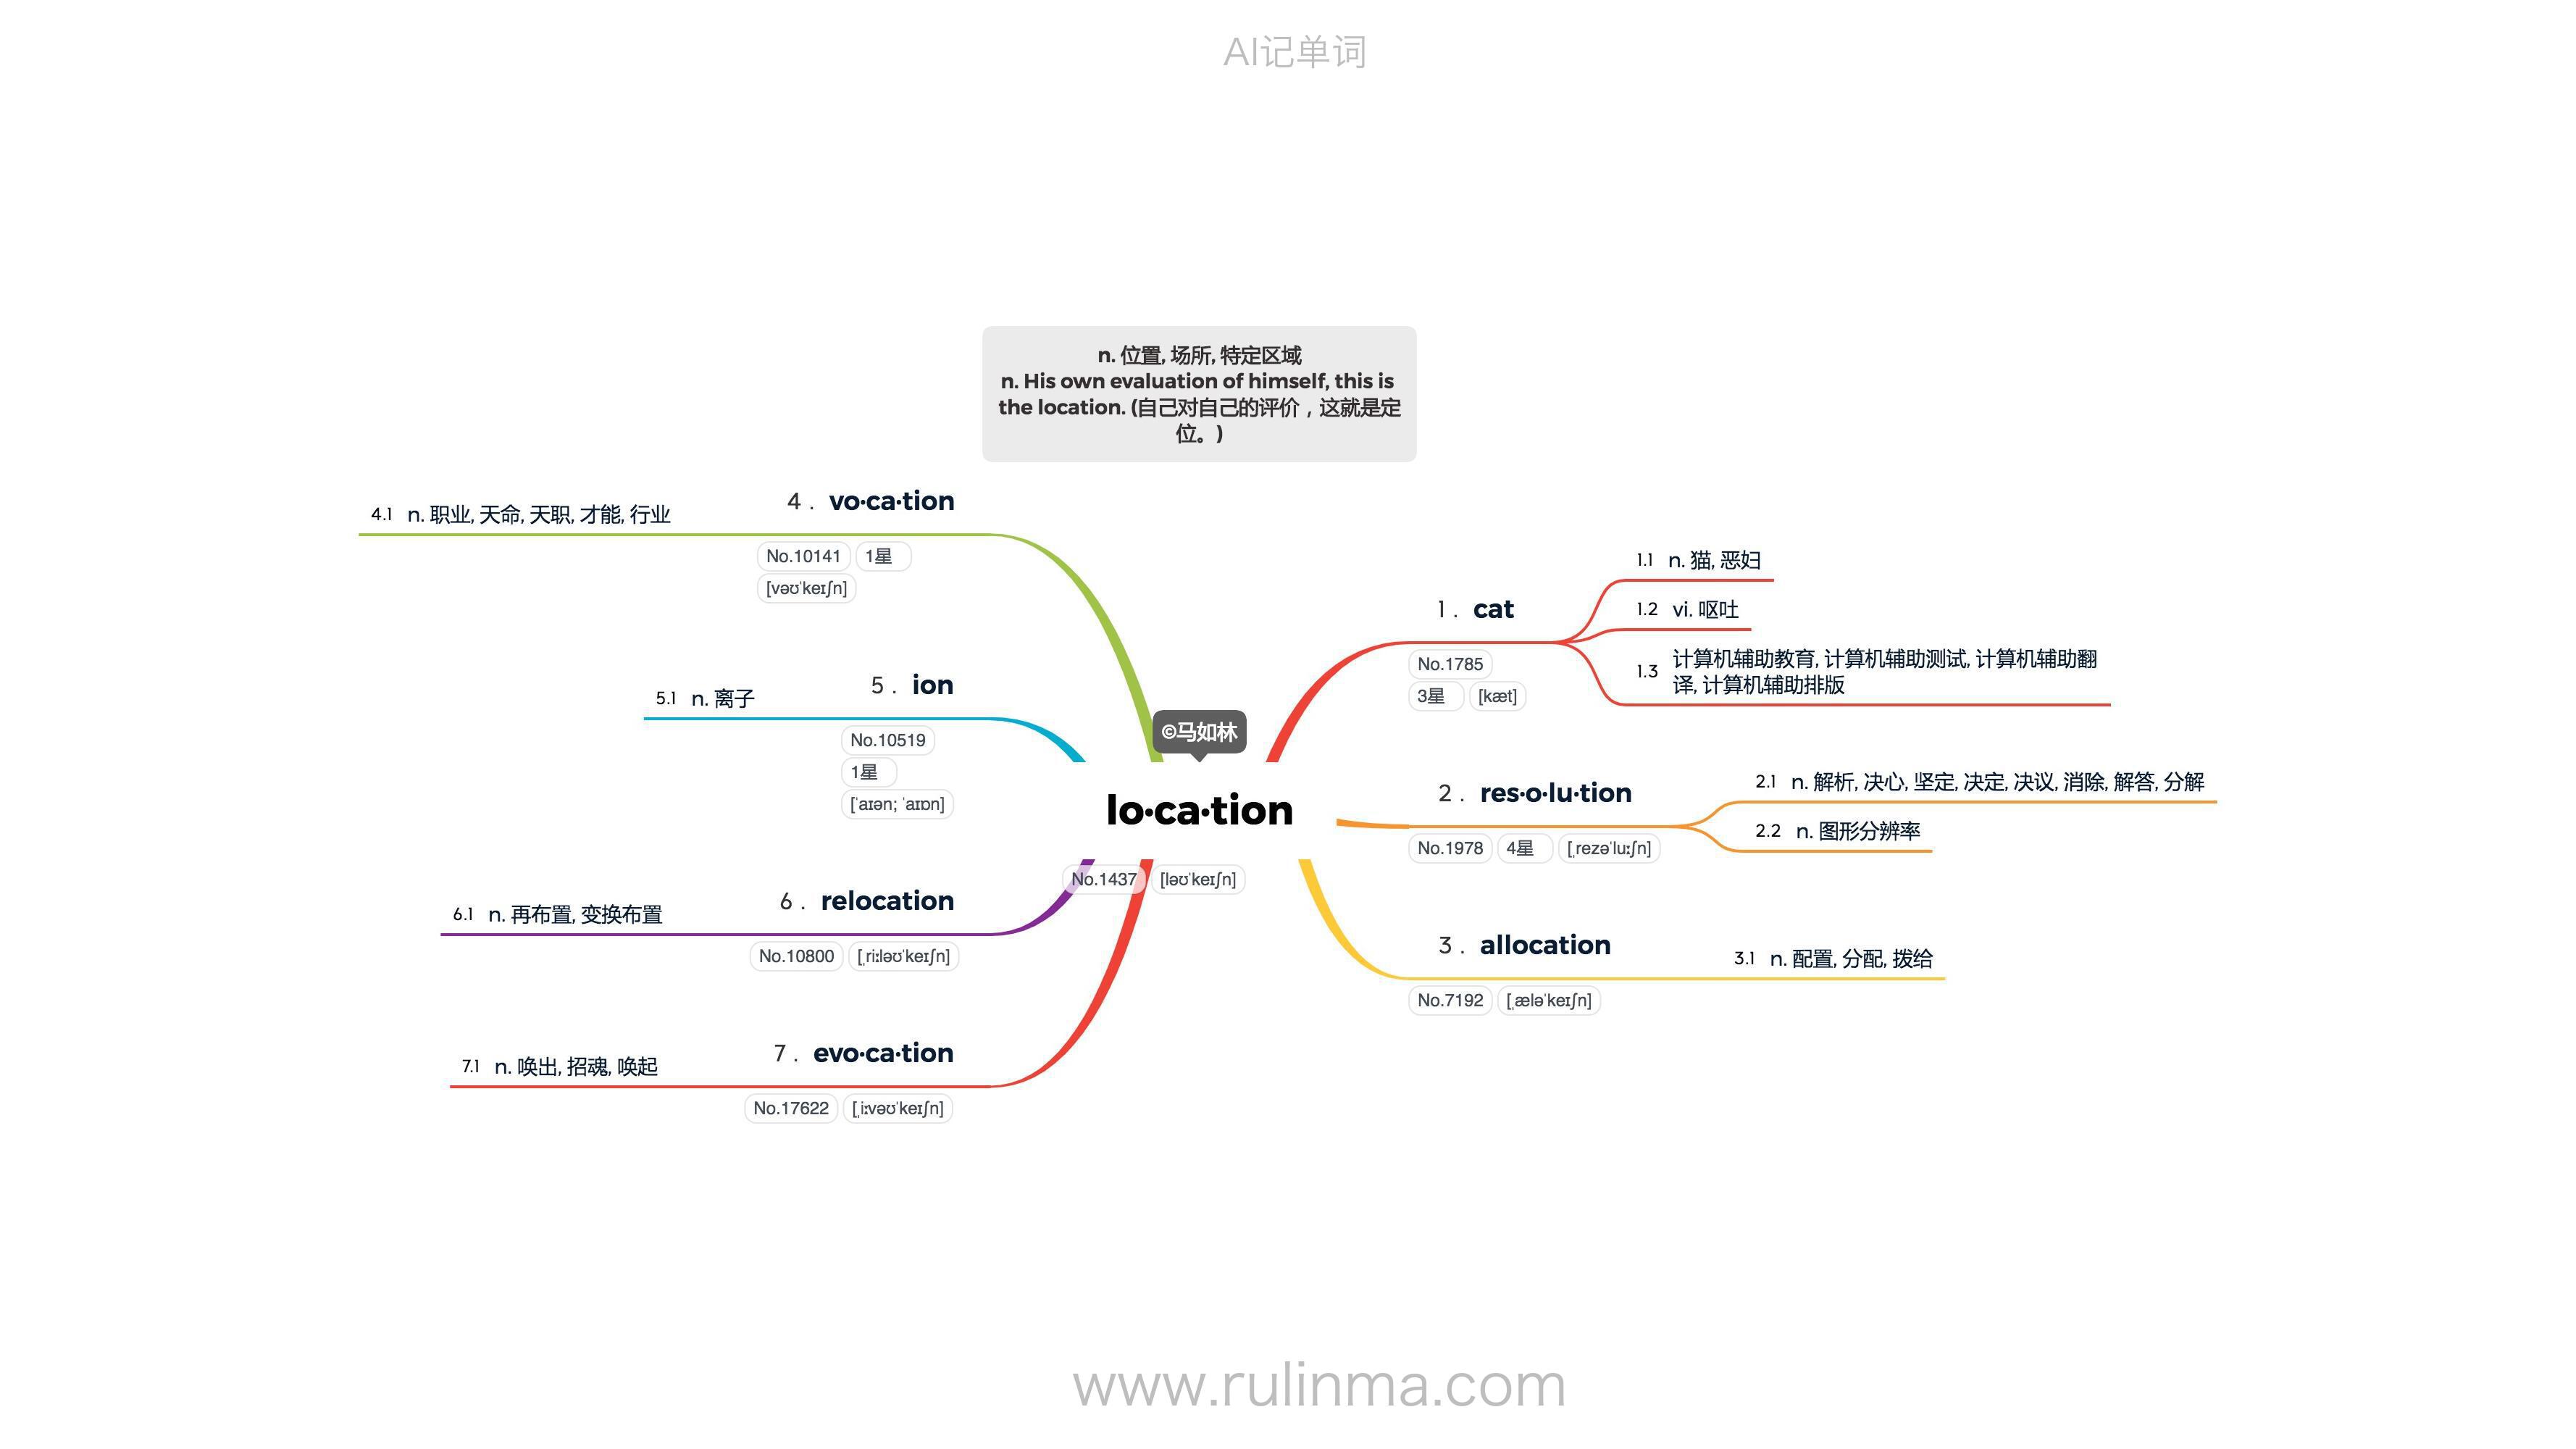 AI记单词
n. 位置, 场所, 特定区域
n. His own evaluation of himself, this is
the location. (自己对自己的评价，这就是定
位。)
©马如林
lo·ca·tion
No.1437 [ləʊˈkeɪʃn]
1. cat
No.1785
3星 [kæt]
1.1 n. 猫, 恶妇
1.2 vi. 呕吐
1.3 计算机辅助教育, 计算机辅助测试, 计算机辅助翻
译, 计算机辅助排版
2. res·o·lu·tion
No.1978 4星 [ˌrezəˈluːʃn]
2.1 n. 解析, 决心, 坚定, 决定, 决议, 消除, 解答, 分解
2.2 n. 图形分辨率
3. allocation
No.7192 [ˌæləˈkeɪʃn]
3.1 n. 配置, 分配, 拨给
4. vo·ca·tion
No.10141 1星
[vəʊˈkeɪʃn]
4.1 n. 职业, 天命, 天职, 才能, 行业
5. ion
No.10519
1星
[ˈaɪən; ˈaɪɒn]
5.1 n. 离子
6. relocation
No.10800 [ˌriːləʊˈkeɪʃn]
6.1 n. 再布置, 变换布置
7. evo·ca·tion
No.17622 [ˌiːvəʊˈkeɪʃn]
7.1 n. 唤出, 招魂, 唤起
www.rulinma.com